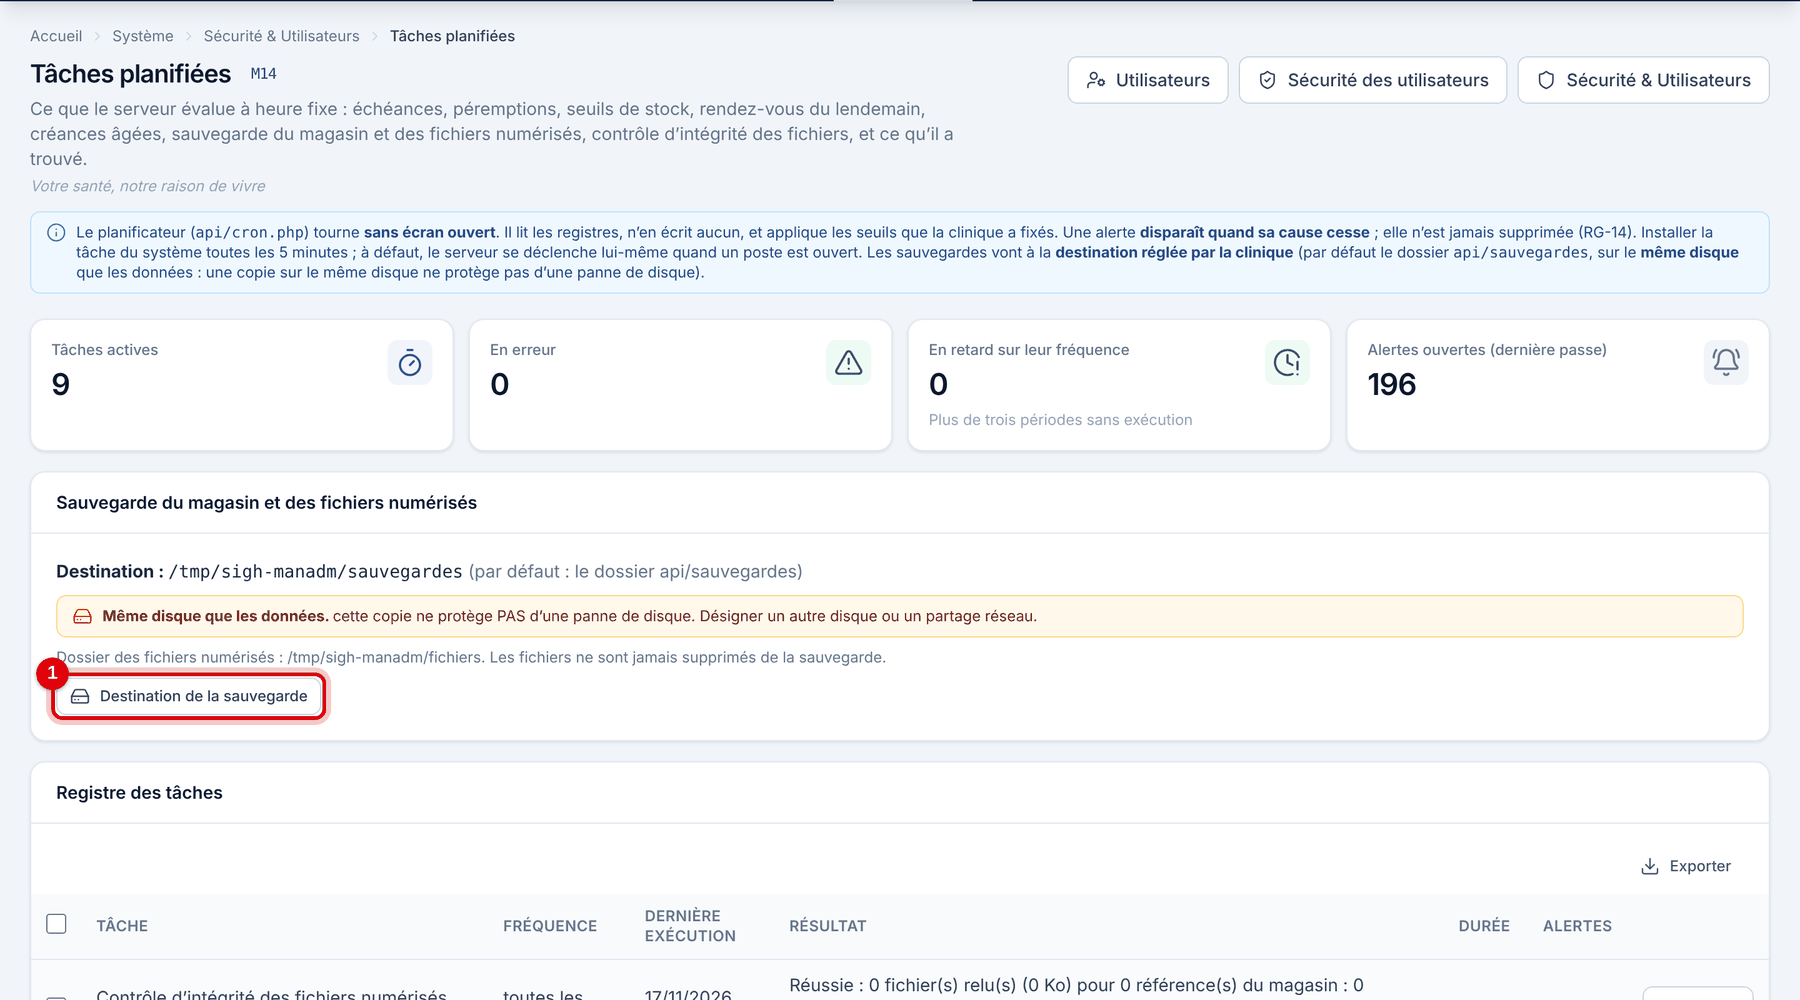 Accueil > Système > Sécurité & Utilisateurs > Tâches planifiées
Tâches planifiées M14
Utilisateurs
Sécurité des utilisateurs
Sécurité & Utilisateurs
Ce que le serveur évalue à heure fixe : échéances, péremptions, seuils de stock, rendez-vous du lendemain,
créances âgées, sauvegarde du magasin et des fichiers numérisés, contrôle d’intégrité des fichiers, et ce qu’il a
trouvé.
Votre santé, notre raison de vivre
Le planificateur (api/cron.php) tourne sans écran ouvert. Il lit les registres, n’en écrit aucun, et applique les seuils que la clinique a fixés. Une alerte disparaît quand sa cause cesse ; elle n’est jamais supprimée (RG-14). Installer la
tâche du système toutes les 5 minutes ; à défaut, le serveur se déclenche lui-même quand un poste est ouvert. Les sauvegardes vont à la destination réglée par la clinique (par défaut le dossier api/sauvegardes, sur le même disque
que les données : une copie sur le même disque ne protège pas d’une panne de disque).
Tâches actives
9
En erreur
0
En retard sur leur fréquence
0
Plus de trois périodes sans exécution
Alertes ouvertes (dernière passe)
196
Sauvegarde du magasin et des fichiers numérisés
Destination : /tmp/sigh-manadm/sauvegardes (par défaut : le dossier api/sauvegardes)
Même disque que les données. cette copie ne protège PAS d’une panne de disque. Désigner un autre disque ou un partage réseau.
Dossier des fichiers numérisés : /tmp/sigh-manadm/fichiers. Les fichiers ne sont jamais supprimés de la sauvegarde.
1
Destination de la sauvegarde
Registre des tâches
Exporter
TÂCHE
FRÉQUENCE
DERNIÈRE
EXÉCUTION
RÉSULTAT
DURÉE
ALERTES
Réussie : 0 fichier(s) relu(s) (0 Ko) pour 0 référence(s) du magasin : 0
Contrôle d’intégrité des fichiers numérisés
toutes les
17/11/2026